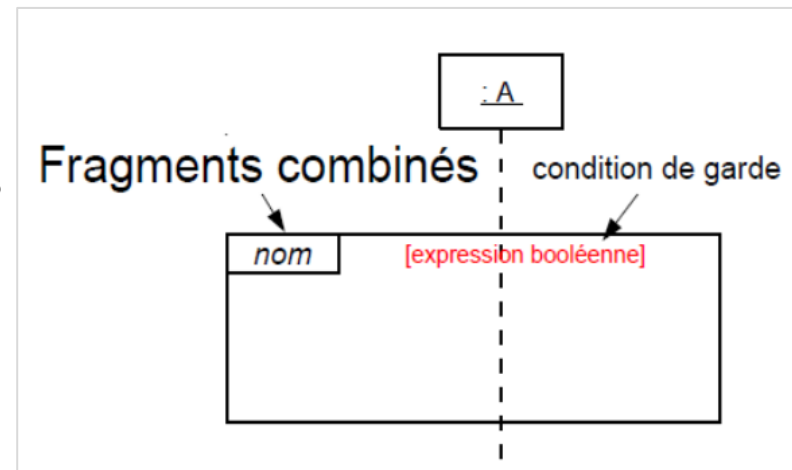 : A
Fragments combinés
condition de garde
nom
[expression booléenne]